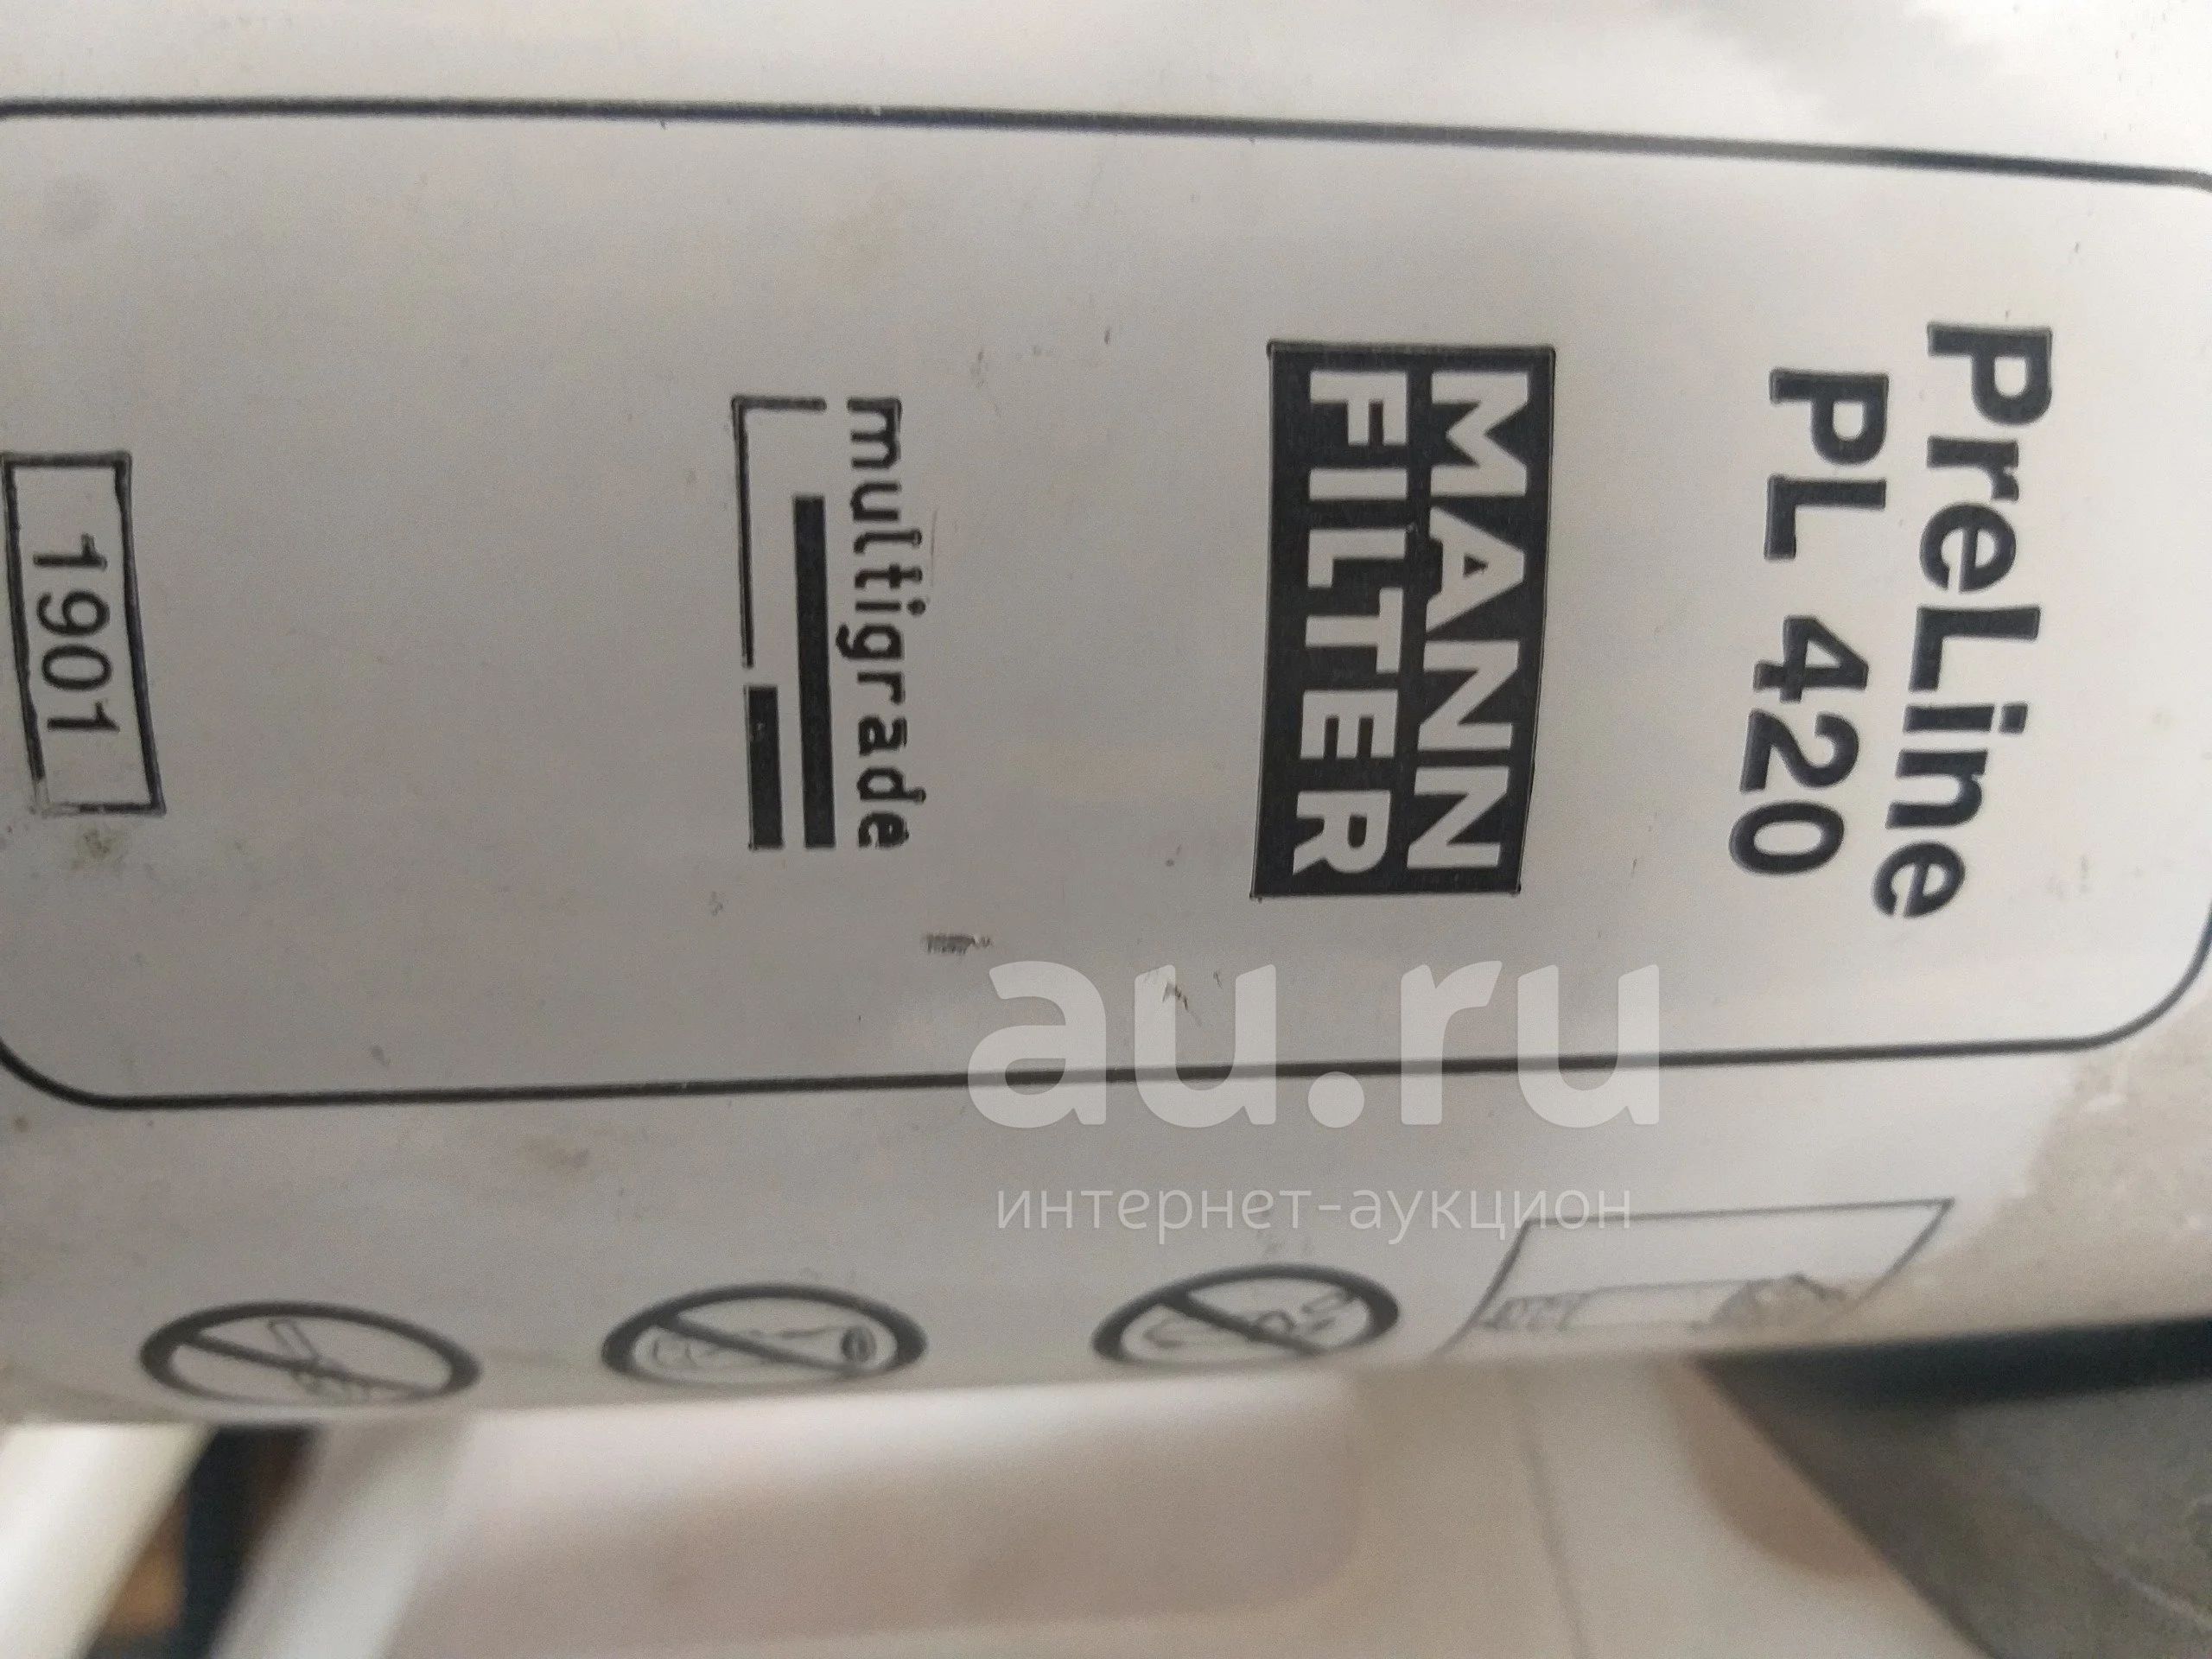 PreLine
PL 420
MANN
FILTER
multigrade
1901
au.ru
интернет-аукцион